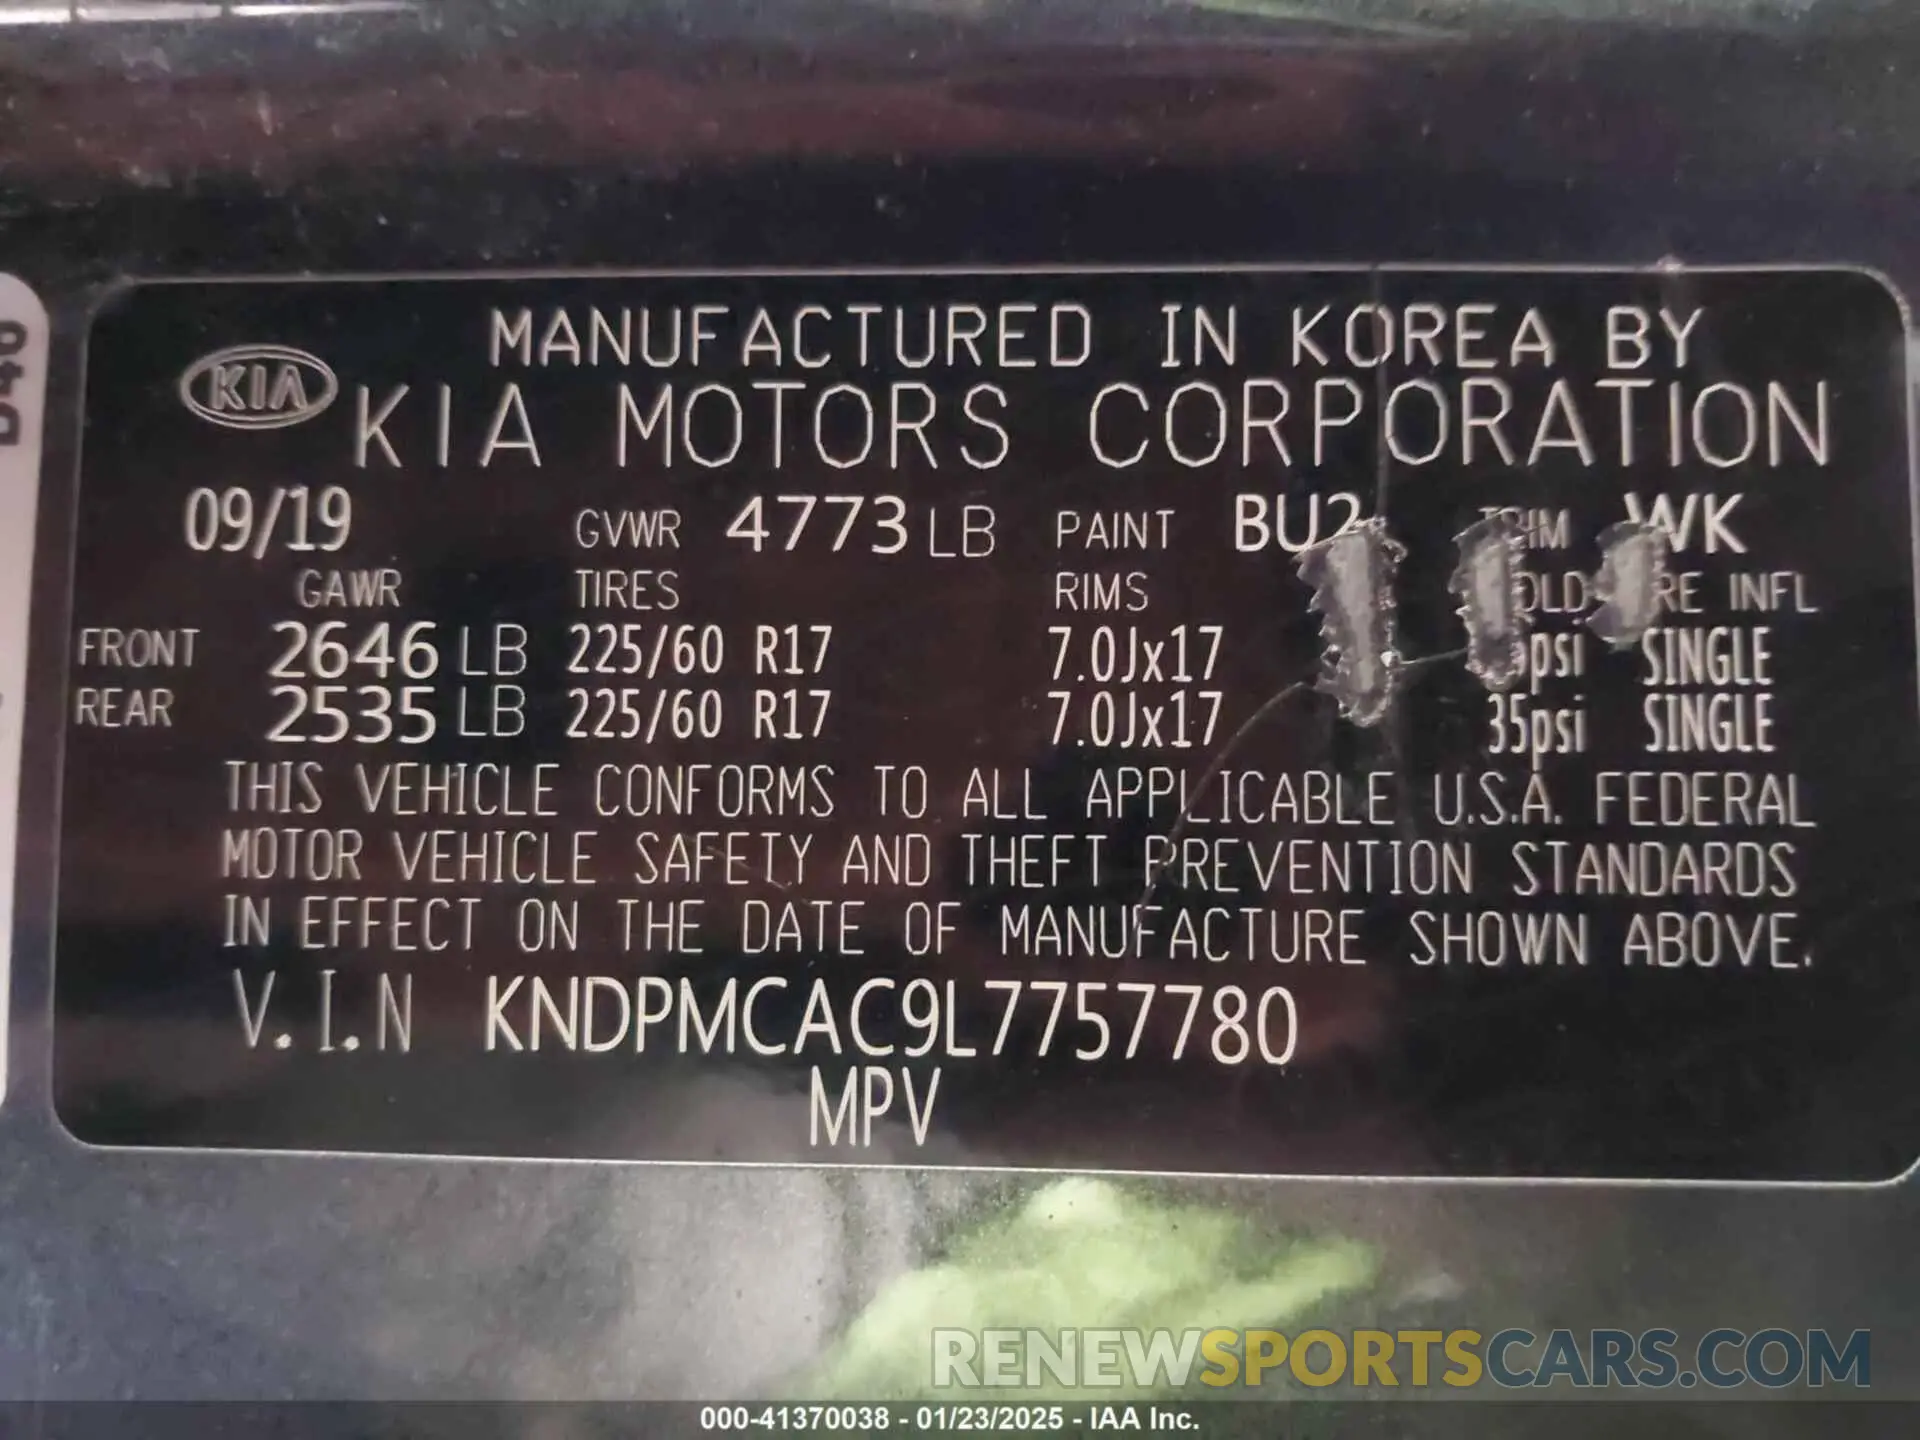 MANUFACTURED IN KOREA BY
KIA KIA MOTORS CORPORATION
09/19 GVWR 4773 LB PAINT BU2 TRIM WK
GAWR TIRES RIMS INFL
FRONT 2646 LB 225/60 R17 7.0Jx17 psi SINGLE
REAR 2535 LB 225/60 R17 7.0Jx17 35psi SINGLE
THIS VEHICLE CONFORMS TO ALL APPLICABLE U.S.A. FEDERAL
MOTOR VEHICLE SAFETY AND THEFT PREVENTION STANDARDS
IN EFFECT ON THE DATE OF MANUFACTURE SHOWN ABOVE.
V.I.N KNDPMCAC9L7757780
MPV
RENEWSPORTSCARS.COM
000-41370038 - 01/23/2025 - IAA Inc.